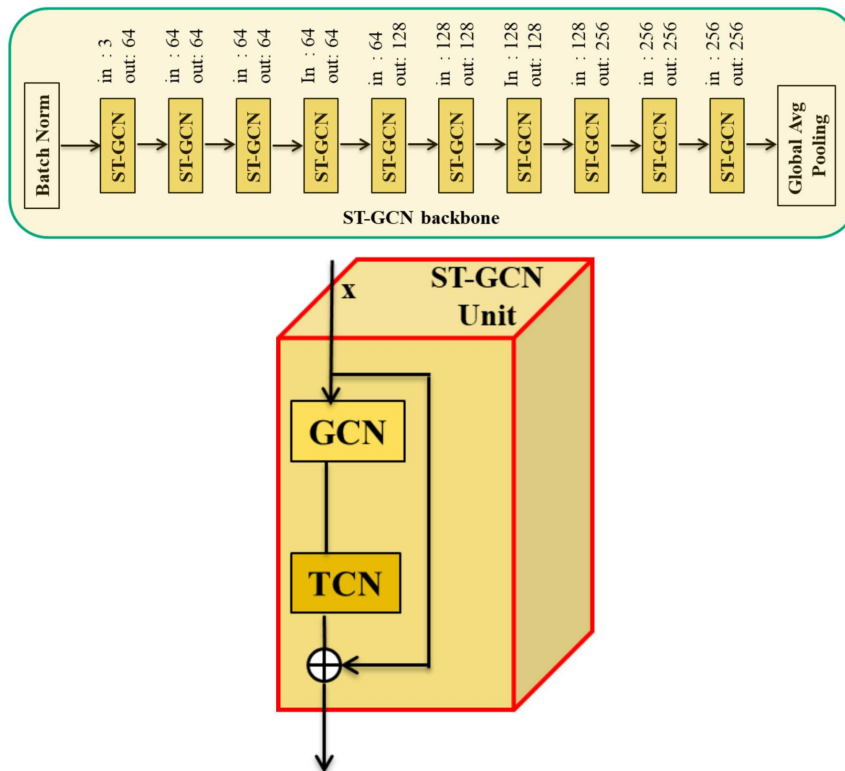 Batch Norm
in : 3
out: 64
ST-GCN
in : 64
out: 64
ST-GCN
in : 64
out: 64
ST-GCN
In : 64
out: 64
ST-GCN
in : 64
out: 128
ST-GCN
in : 128
out: 128
ST-GCN
In : 128
out: 128
ST-GCN
in : 128
out: 256
ST-GCN
in : 256
out: 256
ST-GCN
in : 256
out: 256
ST-GCN
Global Avg
Pooling
ST-GCN backbone
x
ST-GCN
Unit
GCN
TCN